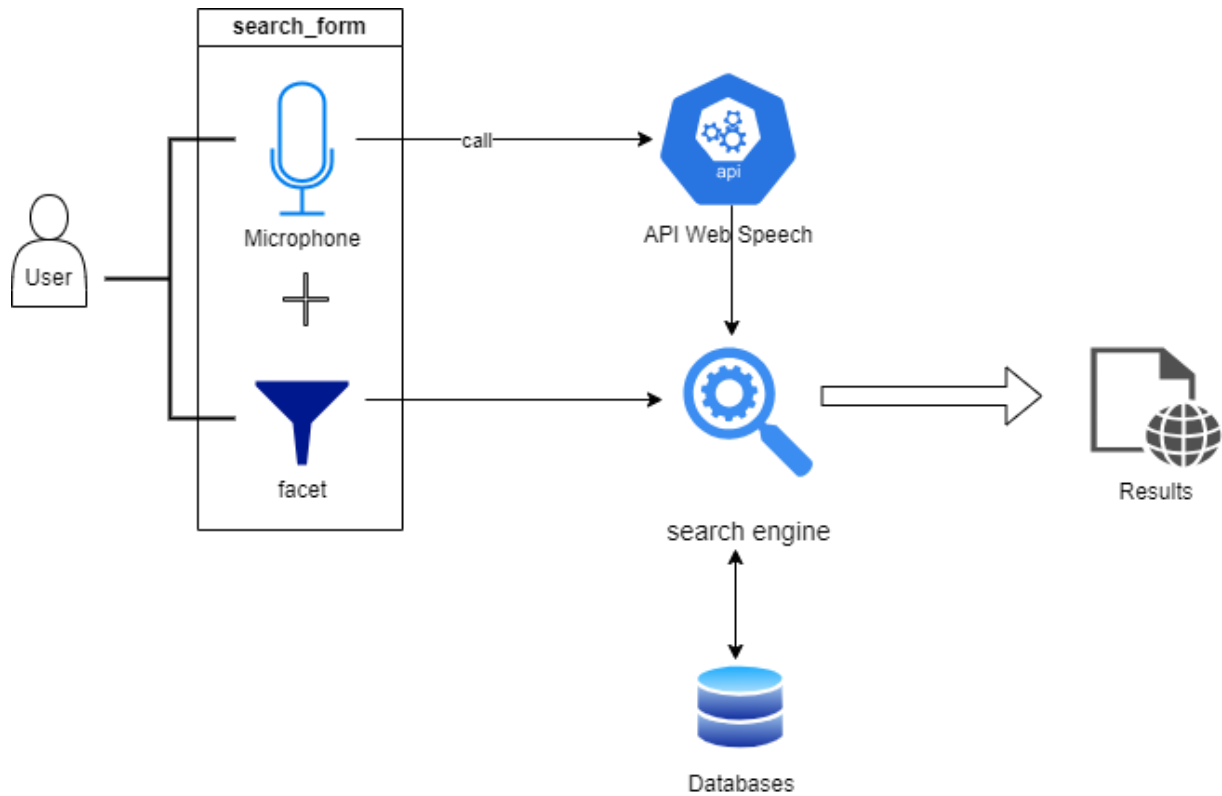 search_form
call
api
Microphone
API Web Speech
User
facet
Results
search engine
Databases